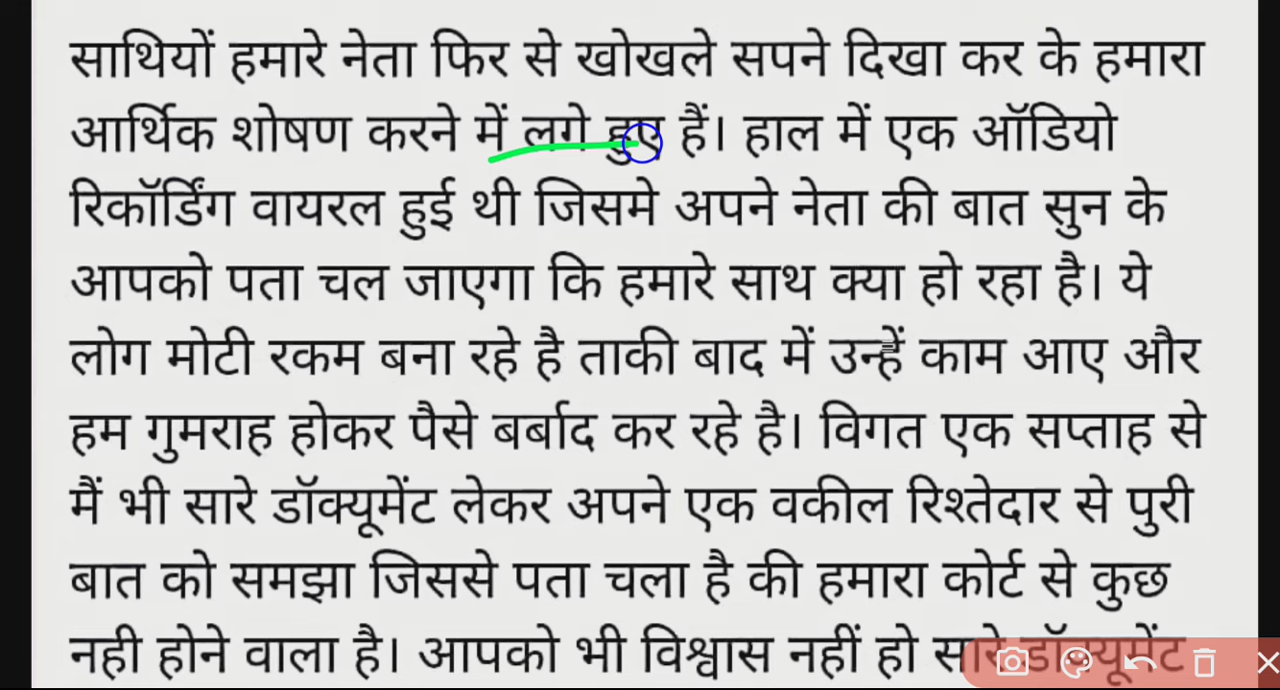 साथियों हमारे नेता फिर से खोखले सपने दिखा कर के हमारा
आर्थिक शोषण करने में लगे हुए हैं। हाल में एक ऑडियो
रिकॉर्डिंग वायरल हुई थी जिसमे अपने नेता की बात सुन के
आपको पता चल जाएगा कि हमारे साथ क्या हो रहा है। ये
लोग मोटी रकम बना रहे है ताकी बाद में उन्हें काम आए और
हम गुमराह होकर पैसे बर्बाद कर रहे है। विगत एक सप्ताह से
मैं भी सारे डॉक्यूमेंट लेकर अपने एक वकील रिश्तेदार से पुरी
बात को समझा जिससे पता चला है की हमारा कोर्ट से कुछ
नही होने वाला है। आपको भी विश्वास नहीं हो सारे डॉक्यूमेंट